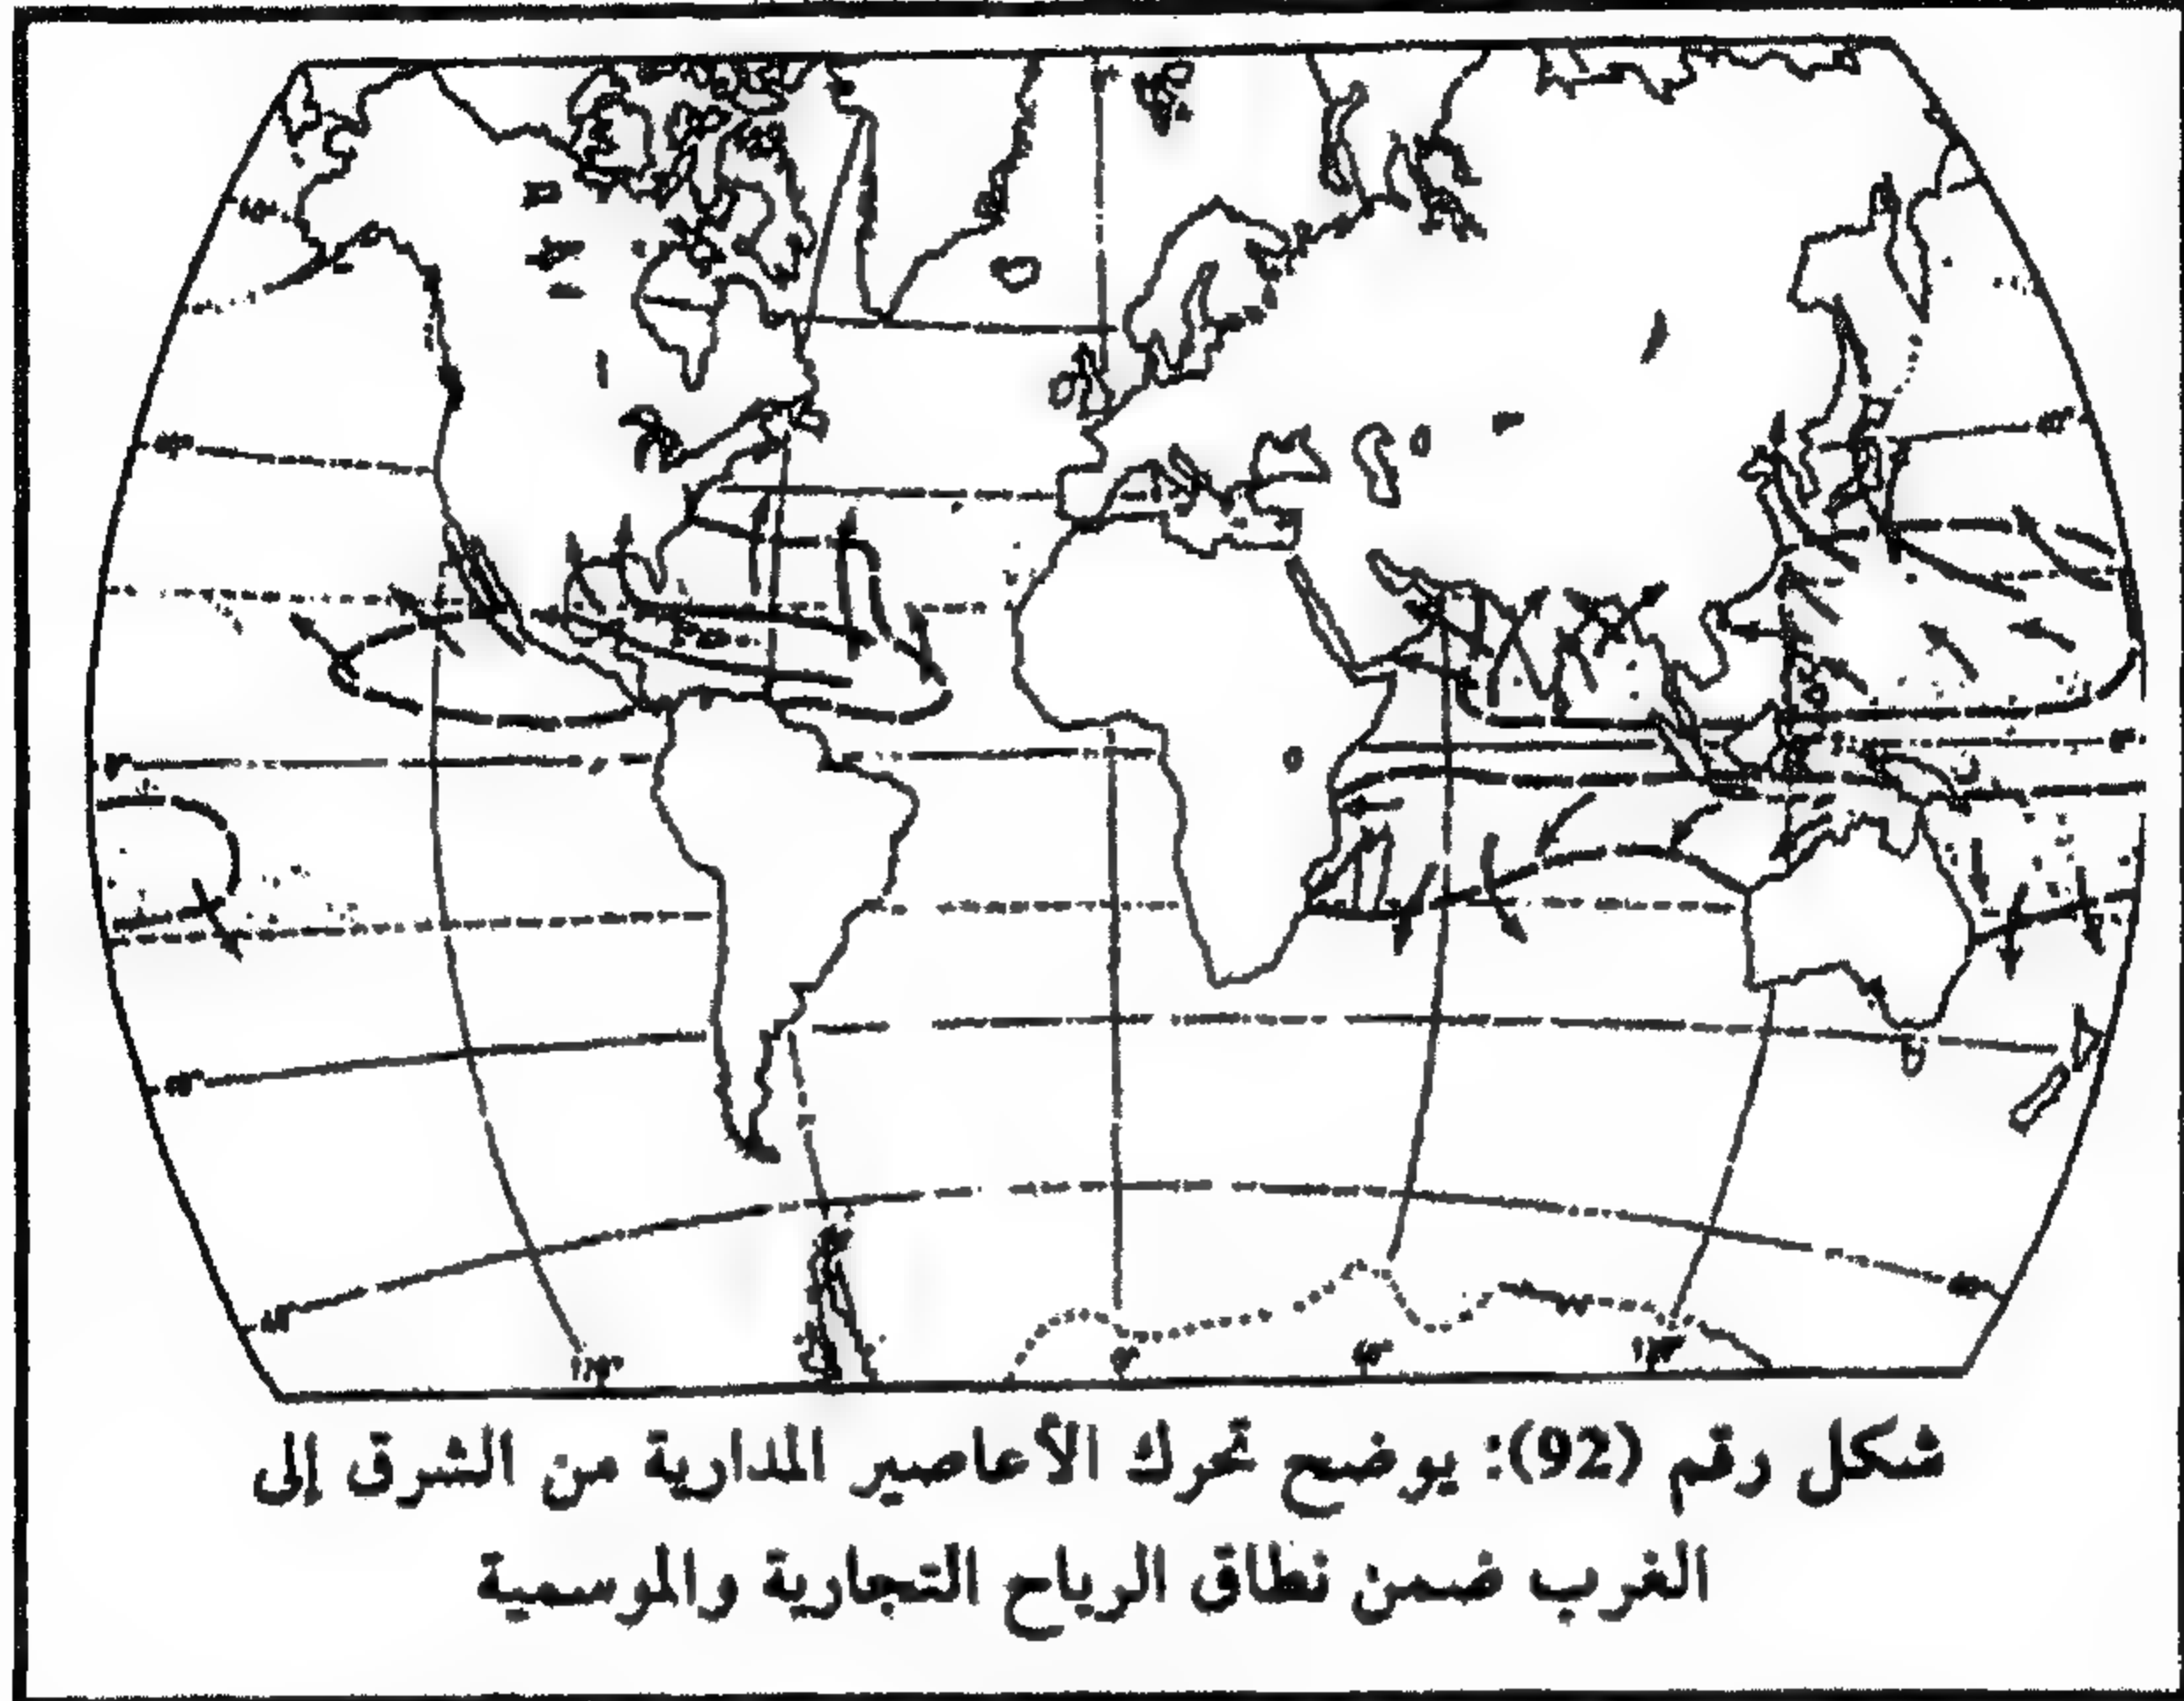 شكل رقم (92): يوضح تحرك الأعاصير المدارية من الشرق إلى
الغرب ضمن نطاق الرياح التجارية والموسمية